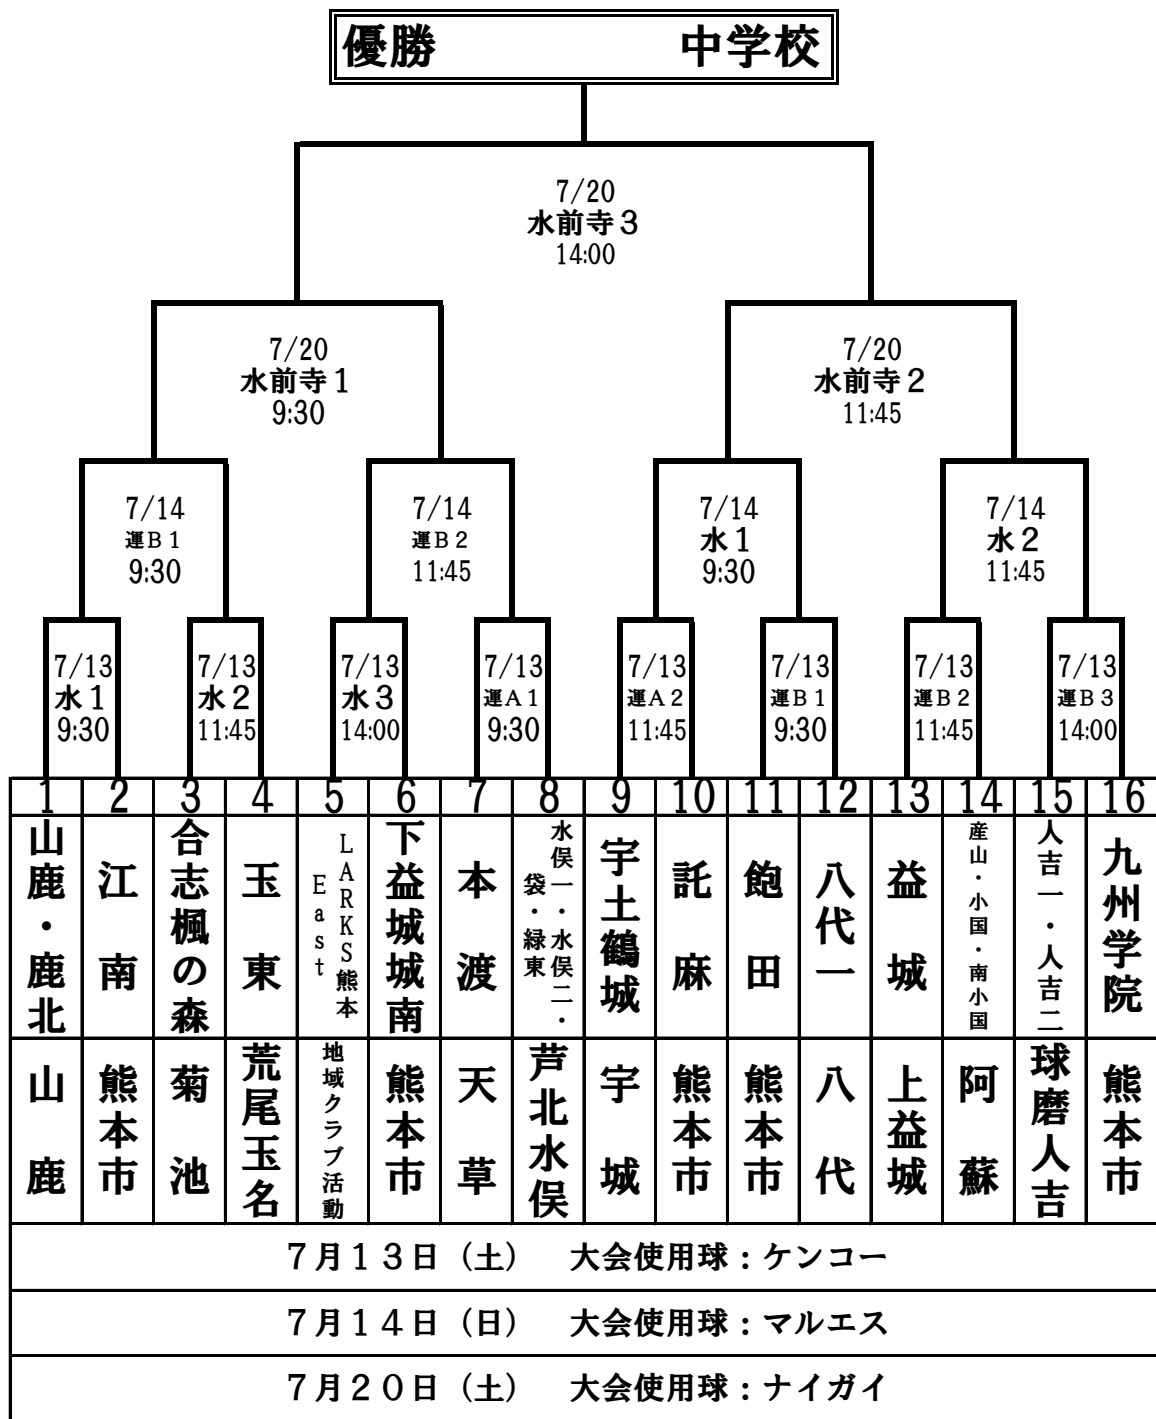 優勝　中学校
7/20
水前寺３
14:00
7/20
水前寺１
9:30
7/20
水前寺２
11:45
7/14
運Ｂ１
9:30
7/14
運Ｂ２
11:45
7/14
水１
9:30
7/14
水２
11:45
7/13
水１
9:30
7/13
水２
11:45
7/13
水３
14:00
7/13
運Ａ１
9:30
7/13
運Ａ２
11:45
7/13
運Ｂ１
9:30
7/13
運Ｂ２
11:45
7/13
運Ｂ３
14:00
1 2 3 4 5 6 7 8 9 10 11 12 13 14 15 16
山鹿・鹿北
江南
合志楓の森
玉東
ＬＡＲＫＳ熊本
Ｅａｓｔ
下益城城南
本渡
水俣一・水俣二・
袋・緑東
宇土鶴城
託麻
飽田
八代一
益城
産山・小国・南小国
人吉一・人吉二
九州学院
山鹿
熊本市
菊池
荒尾玉名
地域クラブ活動
熊本市
天草
芦北水俣
宇城
熊本市
熊本市
八代
上益城
阿蘇
球磨人吉
熊本市
７月１３日（土）　大会使用球：ケンコー
７月１４日（日）　大会使用球：マルエス
７月２０日（土）　大会使用球：ナイガイ